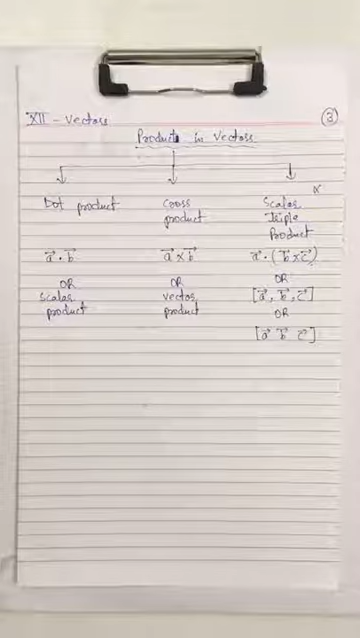 XII - Vectors
3
Product in Vectors
x
Dot product
a⃗ . b⃗
OR
scalar
product
Cross
product
a⃗ × b⃗
OR
vector
product
Scalar
Triple
Product
a⃗ . (b⃗ × c⃗)
OR
[a⃗, b⃗, c⃗]
OR
[a⃗ b⃗ c⃗]